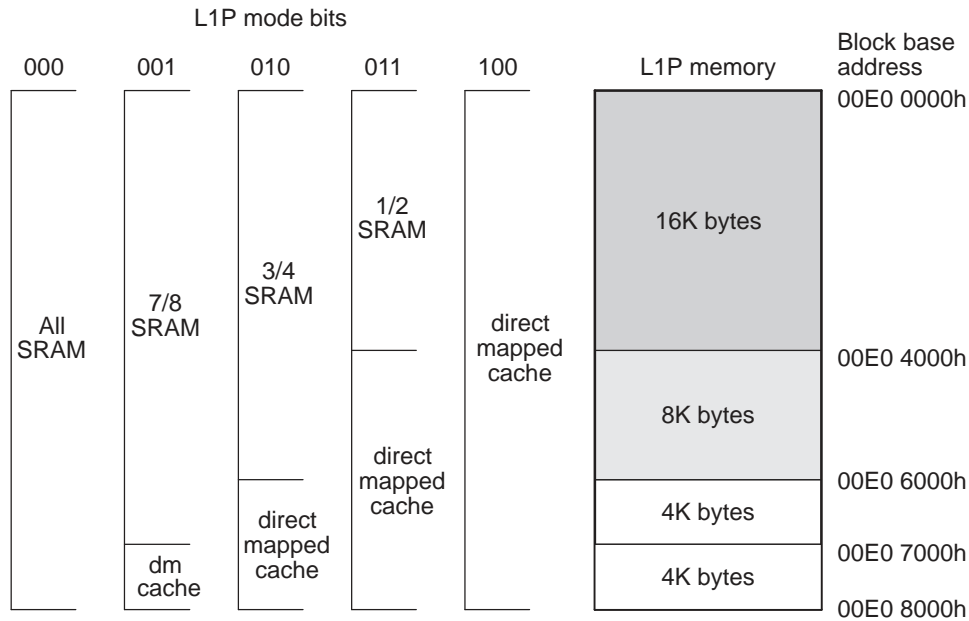 L1P mode bits
000 001 010 011 100 L1P memory
Block base
address
00E0 0000h
1/2
SRAM
16K bytes
3/4
SRAM
7/8
SRAM
All
SRAM
direct
mapped
cache
00E0 4000h
8K bytes
direct
mapped
cache
00E0 6000h
4K bytes
direct
mapped
cache
00E0 7000h
dm
cache
4K bytes
00E0 8000h